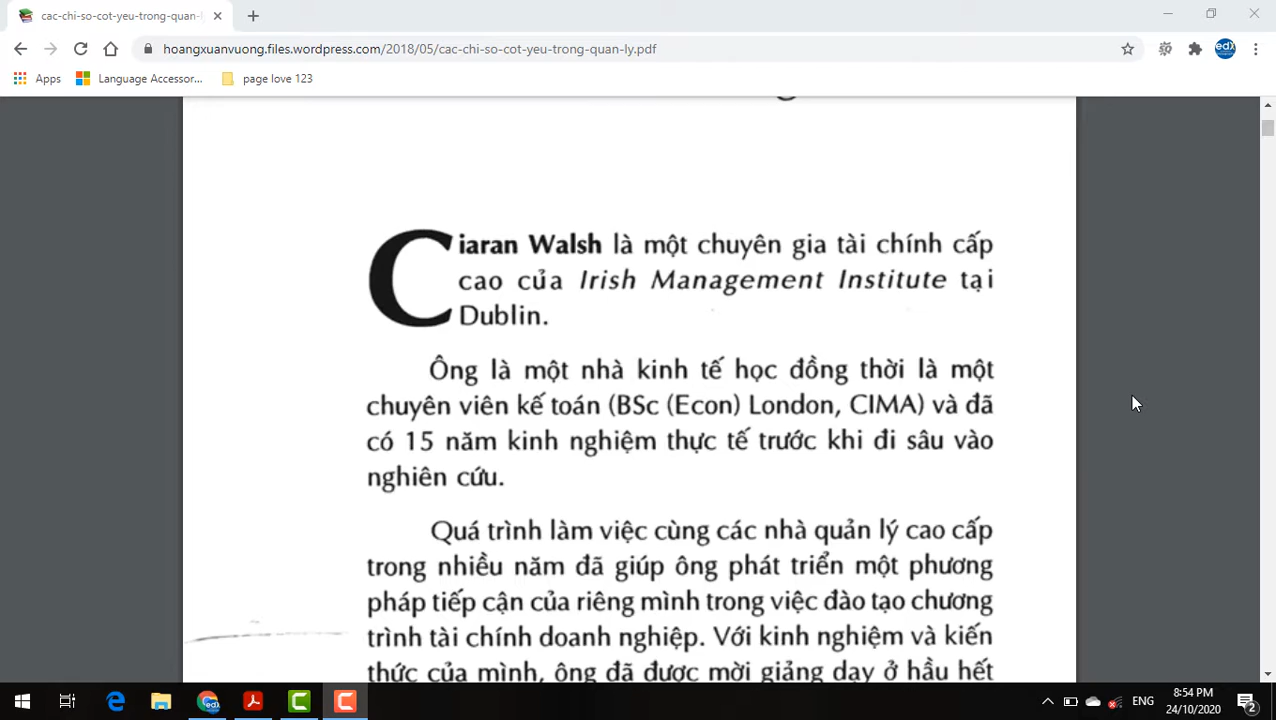 cac-chi-so-cot-yeu-trong-quan-l
hoangxuanvuong.files.wordpress.com/2018/05/cac-chi-so-cot-yeu-trong-quan-ly.pdf
edX
Apps
Language Accessor...
page love 123
Ciaran Walsh là một chuyên gia tài chính cấp
cao của Irish Management Institute tại
Dublin.
Ông là một nhà kinh tế học đồng thời là một
chuyên viên kế toán (BSc (Econ) London, CIMA) và đã
có 15 năm kinh nghiệm thực tế trước khi đi sâu vào
nghiên cứu.
Quá trình làm việc cùng các nhà quản lý cao cấp
trong nhiều năm đã giúp ông phát triển một phương
pháp tiếp cận của riêng mình trong việc đào tạo chương
trình tài chính doanh nghiệp. Với kinh nghiệm và kiến
thức của mình, ông đã được mời giảng dạy ở hầu hết
ENG
8:54 PM
24/10/2020
2